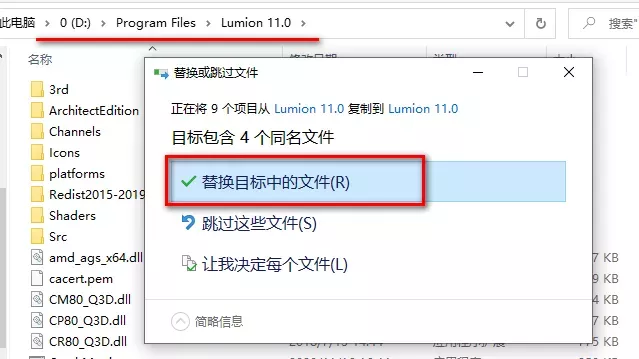 此电脑 > 0 (D:) > Program Files > Lumion 11.0 >
搜索"
名称
替换或跳过文件
3rd
正在将 9 个项目从 Lumion 11.0 复制到 Lumion 11.0
ArchitectEdition
Channels
目标包含 4 个同名文件
Icons
platforms
替换目标中的文件(R)
Redist2015-2019
Shaders
跳过这些文件(S)
Src
amd_ags_x64.dll
KB
cacert.pem
让我决定每个文件(L)
KB
CM80_Q3D.dll
KB
CP80_Q3D.dll
简略信息
KB
CR80_Q3D.dll
KB